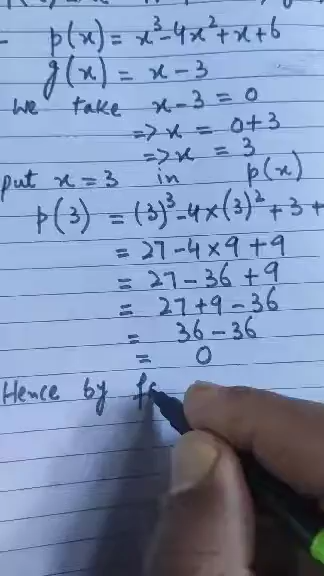 p(x) = x³-4x²+x+6
g(x) = x-3
we take x-3 = 0
=> x = 0+3
=> x = 3
put x = 3 in p(x)
p(3) = (3)³-4×(3)²+3+
= 27-4×9+9
= 27-36+9
= 27+9-36
= 36-36
= 0
Hence by